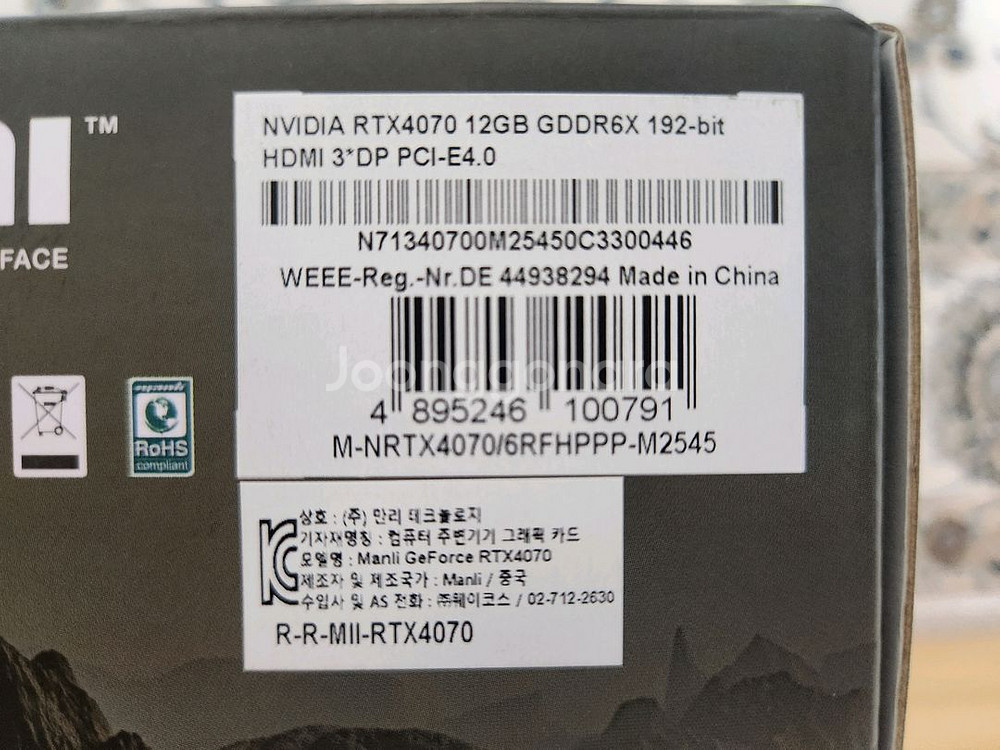 TM
FACE
NVIDIA RTX4070 12GB GDDR6X 192-bit
HDMI 3*DP PCI-E4.0
N71340700M25450C3300446
WEEE-Reg.-Nr.DE 44938294 Made in China
Joonggonara
4 895246 100791
M-NRTX4070/6RFHPPP-M2545
RoHS
compliant
상호 : (주) 만리 테크놀로지
기자재명칭 : 컴퓨터 주변기기 그래픽 카드
모델명 : Manli GeForce RTX4070
제조자 및 제조국가 : Manli / 중국
수입사 및 AS 전화 : ㈜웨이코스 / 02-712-2630
R-R-MII-RTX4070